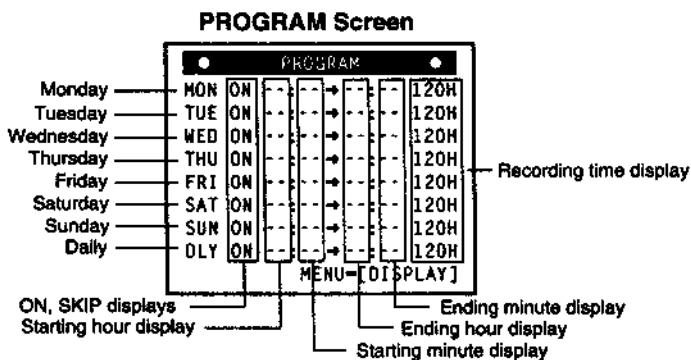 PROGRAM Screen
PROGRAM
Monday MON ON --:--→--:-- 120H
Tuesday TUE ON --:--→--:-- 120H
Wednesday WED ON --:--→--:-- 120H
Thursday THU ON --:--→--:-- 120H
Friday FRI ON --:--→--:-- 120H
Saturday SAT ON --:--→--:-- 120H
Sunday SUN ON --:--→--:-- 120H
Daily DLY ON --:--→--:-- 120H
Recording time display
MENU=[DISPLAY]
ON, SKIP displays
Starting hour display
Ending minute display
Ending hour display
Starting minute display